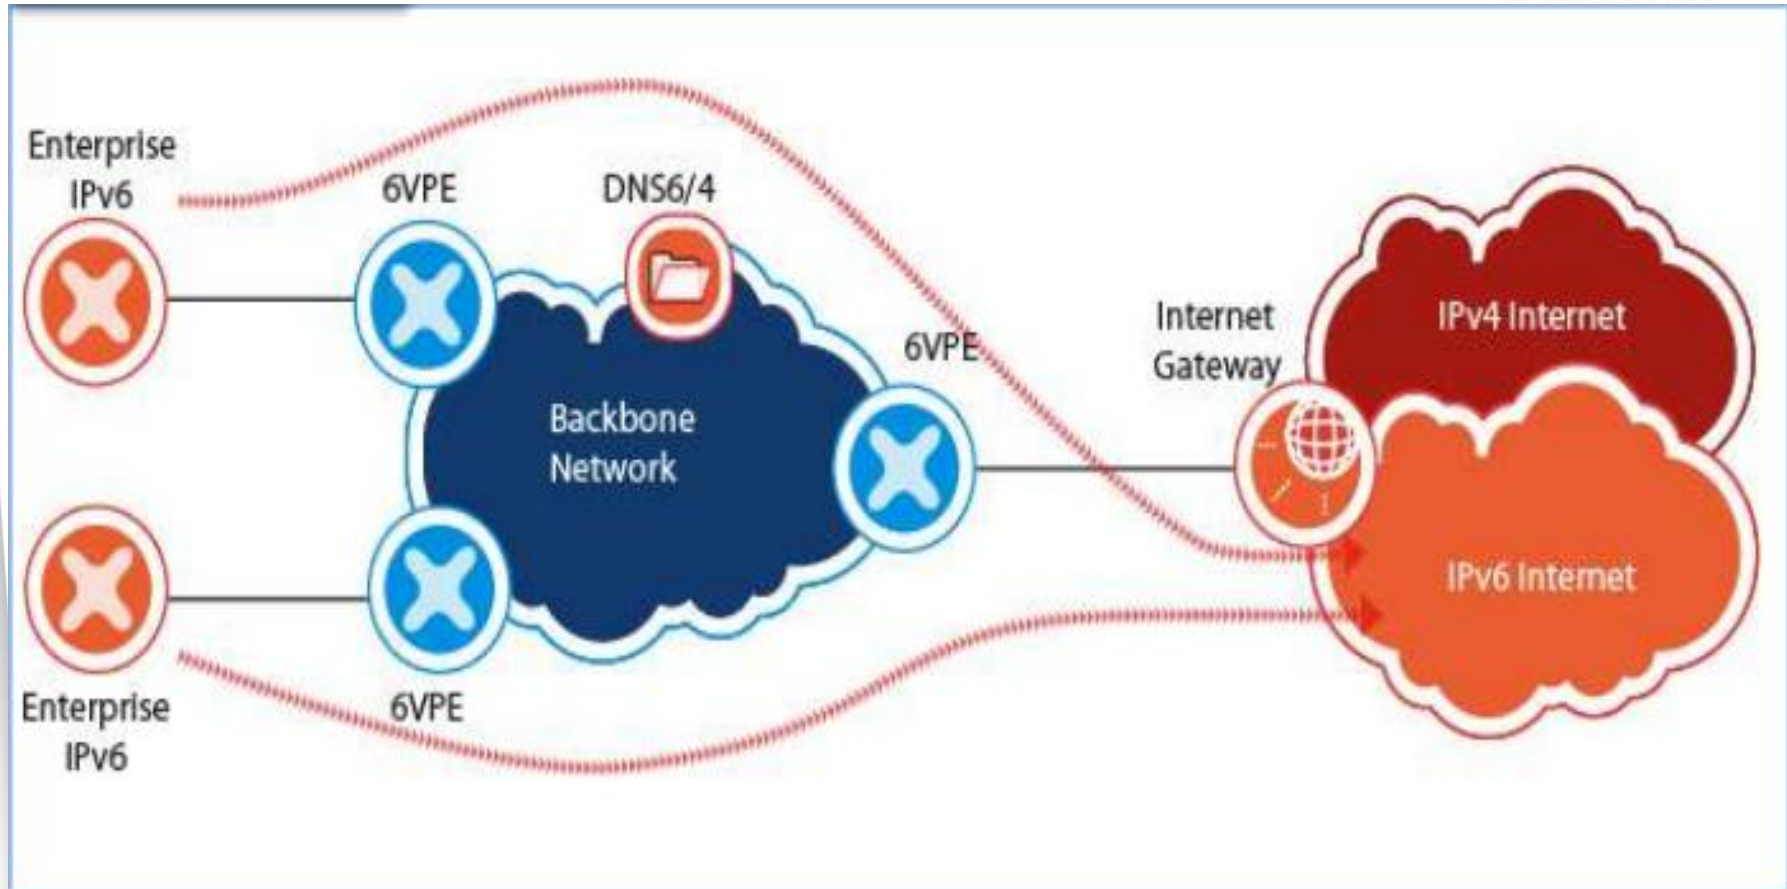 Enterprise
IPv6
6VPE
DNS6/4
Backbone
Network
6VPE
Internet
Gateway
IPv4 Internet
IPv6 Internet
Enterprise
IPv6
6VPE